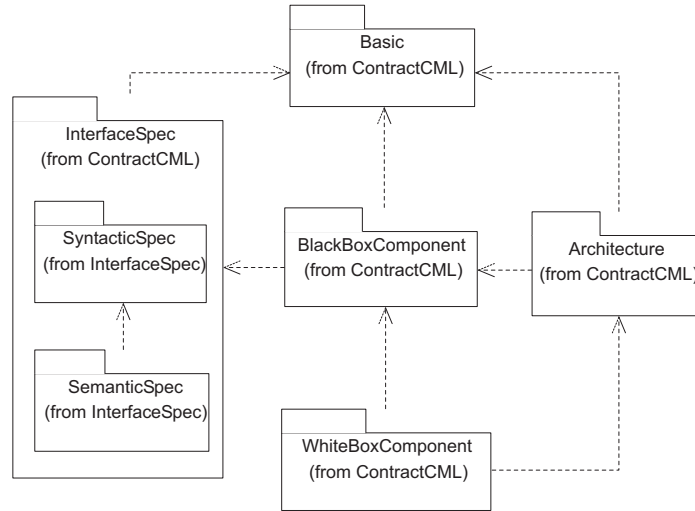 Basic
(from ContractCML)
InterfaceSpec
(from ContractCML)
SyntacticSpec
(from InterfaceSpec)
BlackBoxComponent
(from ContractCML)
Architecture
(from ContractCML)
SemanticSpec
(from InterfaceSpec)
WhiteBoxComponent
(from ContractCML)